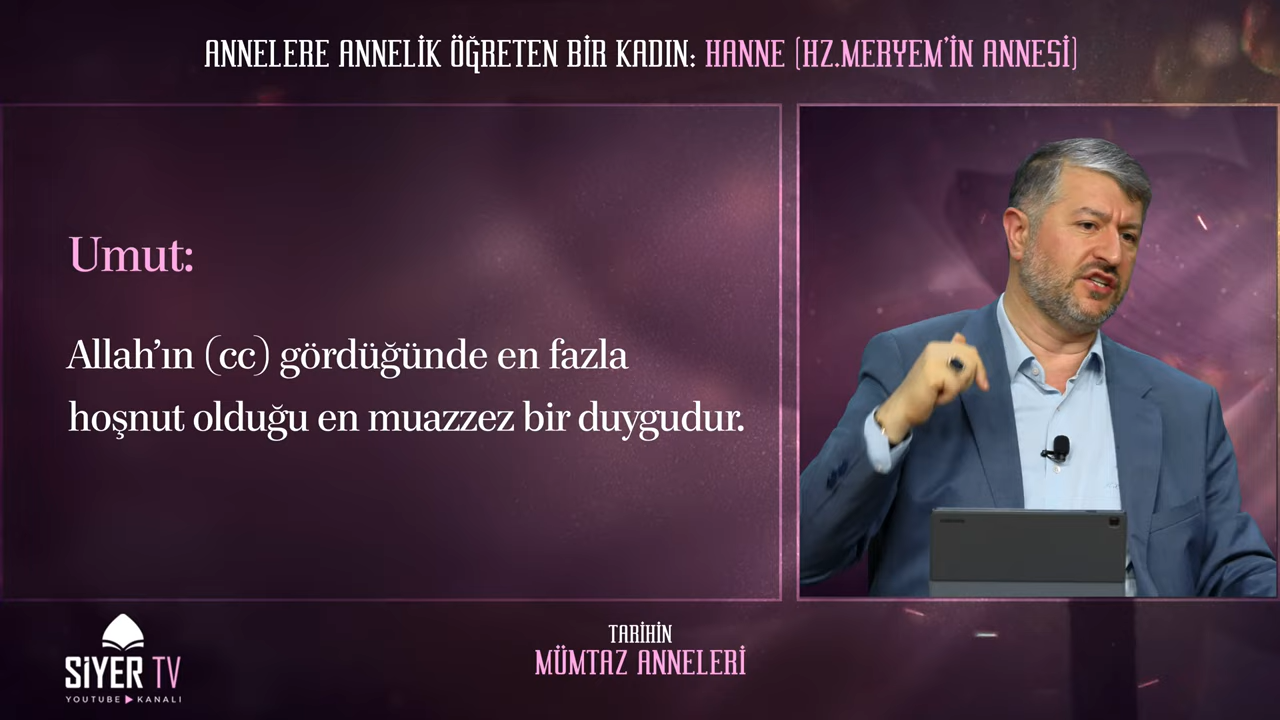 ANNELERE ANNELİK ÖĞRETEN BİR KADIN: HANNE (HZ.MERYEM'İN ANNESİ)
Umut:
Allah’ın (cc) gördüğünde en fazla
hoşnut olduğu en muazzez bir duygudur.
SİYER TV
YOUTUBE KANALI
TARİHİN
MÜMTAZ ANNELERİ